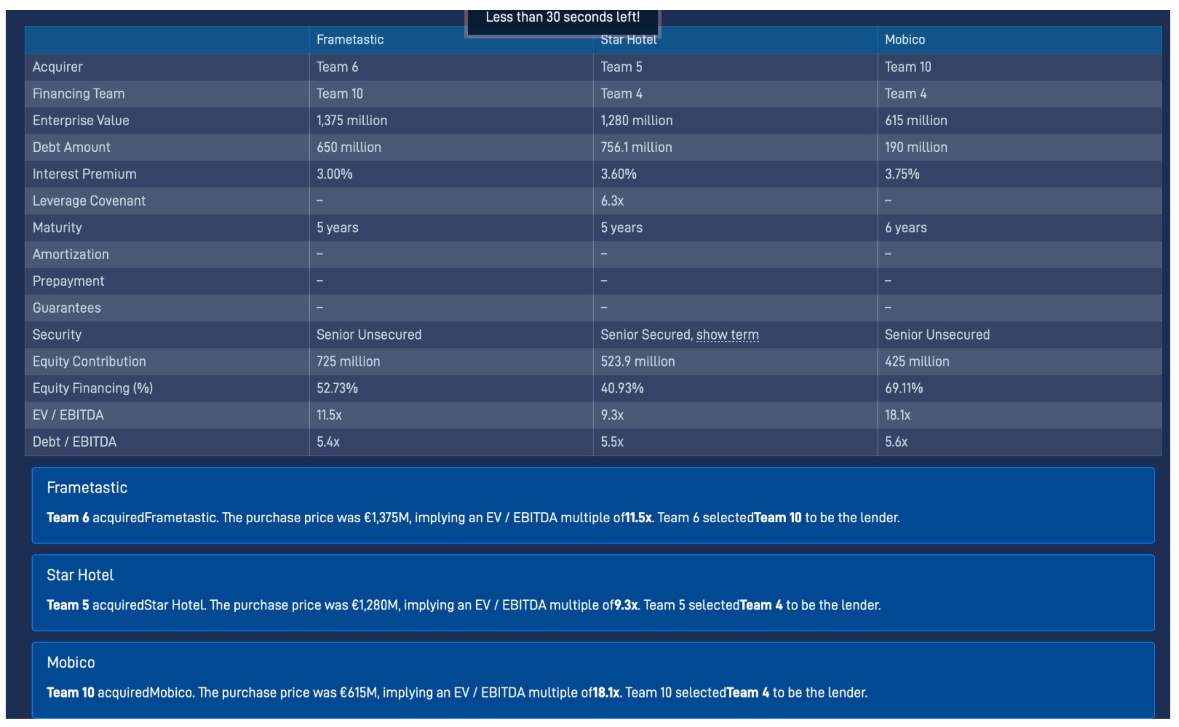 Less than 30 seconds left!
Frametastic Star Hotel Mobico
Acquirer Team 6 Team 5 Team 10
Financing Team Team 10 Team 4 Team 4
Enterprise Value 1,375 million 1,280 million 615 million
Debt Amount 650 million 756.1 million 190 million
Interest Premium 3.00% 3.60% 3.75%
Leverage Covenant – 6.3x –
Maturity 5 years 5 years 6 years
Amortization – – –
Prepayment – – –
Guarantees – – –
Security Senior Unsecured Senior Secured, show term Senior Unsecured
Equity Contribution 725 million 523.9 million 425 million
Equity Financing (%) 52.73% 40.93% 69.11%
EV / EBITDA 11.5x 9.3x 18.1x
Debt / EBITDA 5.4x 5.5x 5.6x
Frametastic
Team 6 acquiredFrametastic. The purchase price was €1,375M, implying an EV / EBITDA multiple of11.5x. Team 6 selectedTeam 10 to be the lender.
Star Hotel
Team 5 acquiredStar Hotel. The purchase price was €1,280M, implying an EV / EBITDA multiple of9.3x. Team 5 selectedTeam 4 to be the lender.
Mobico
Team 10 acquiredMobico. The purchase price was €615M, implying an EV / EBITDA multiple of18.1x. Team 10 selectedTeam 4 to be the lender.